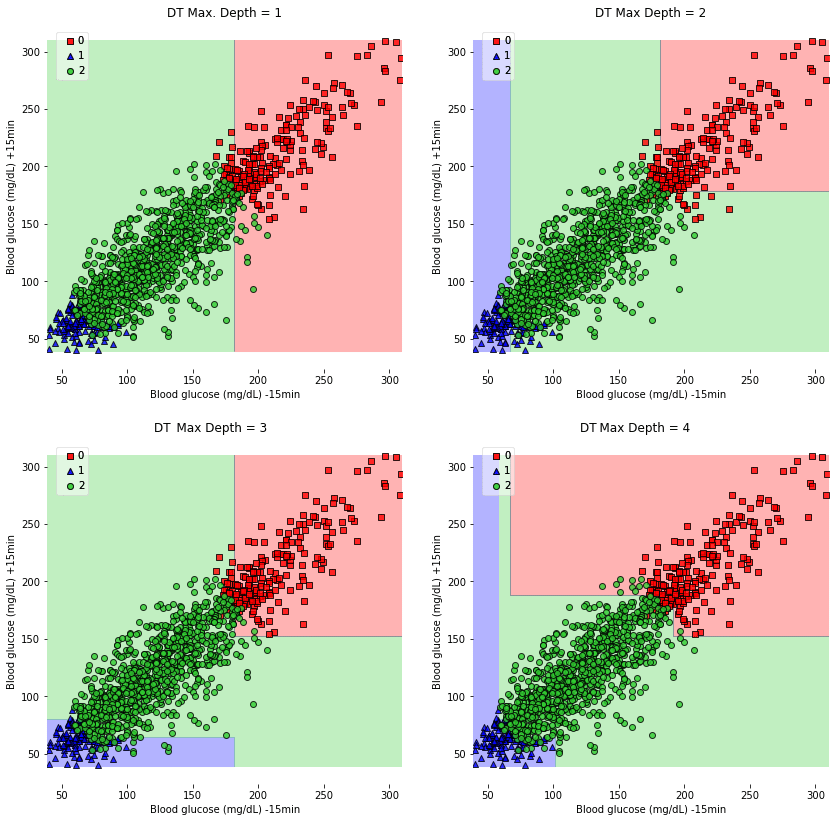 DT Max. Depth = 1
0
1
2
300
250
200
150
100
50
Blood glucose (mg/dL) +15min
50 100 150 200 250 300
Blood glucose (mg/dL) -15min
DT Max Depth = 2
0
1
2
300
250
200
150
100
50
Blood glucose (mg/dL) +15min
50 100 150 200 250 300
Blood glucose (mg/dL) -15min
DT Max Depth = 3
0
1
2
300
250
200
150
100
50
Blood glucose (mg/dL) +15min
50 100 150 200 250 300
Blood glucose (mg/dL) -15min
DT Max Depth = 4
0
1
2
300
250
200
150
100
50
Blood glucose (mg/dL) +15min
50 100 150 200 250 300
Blood glucose (mg/dL) -15min